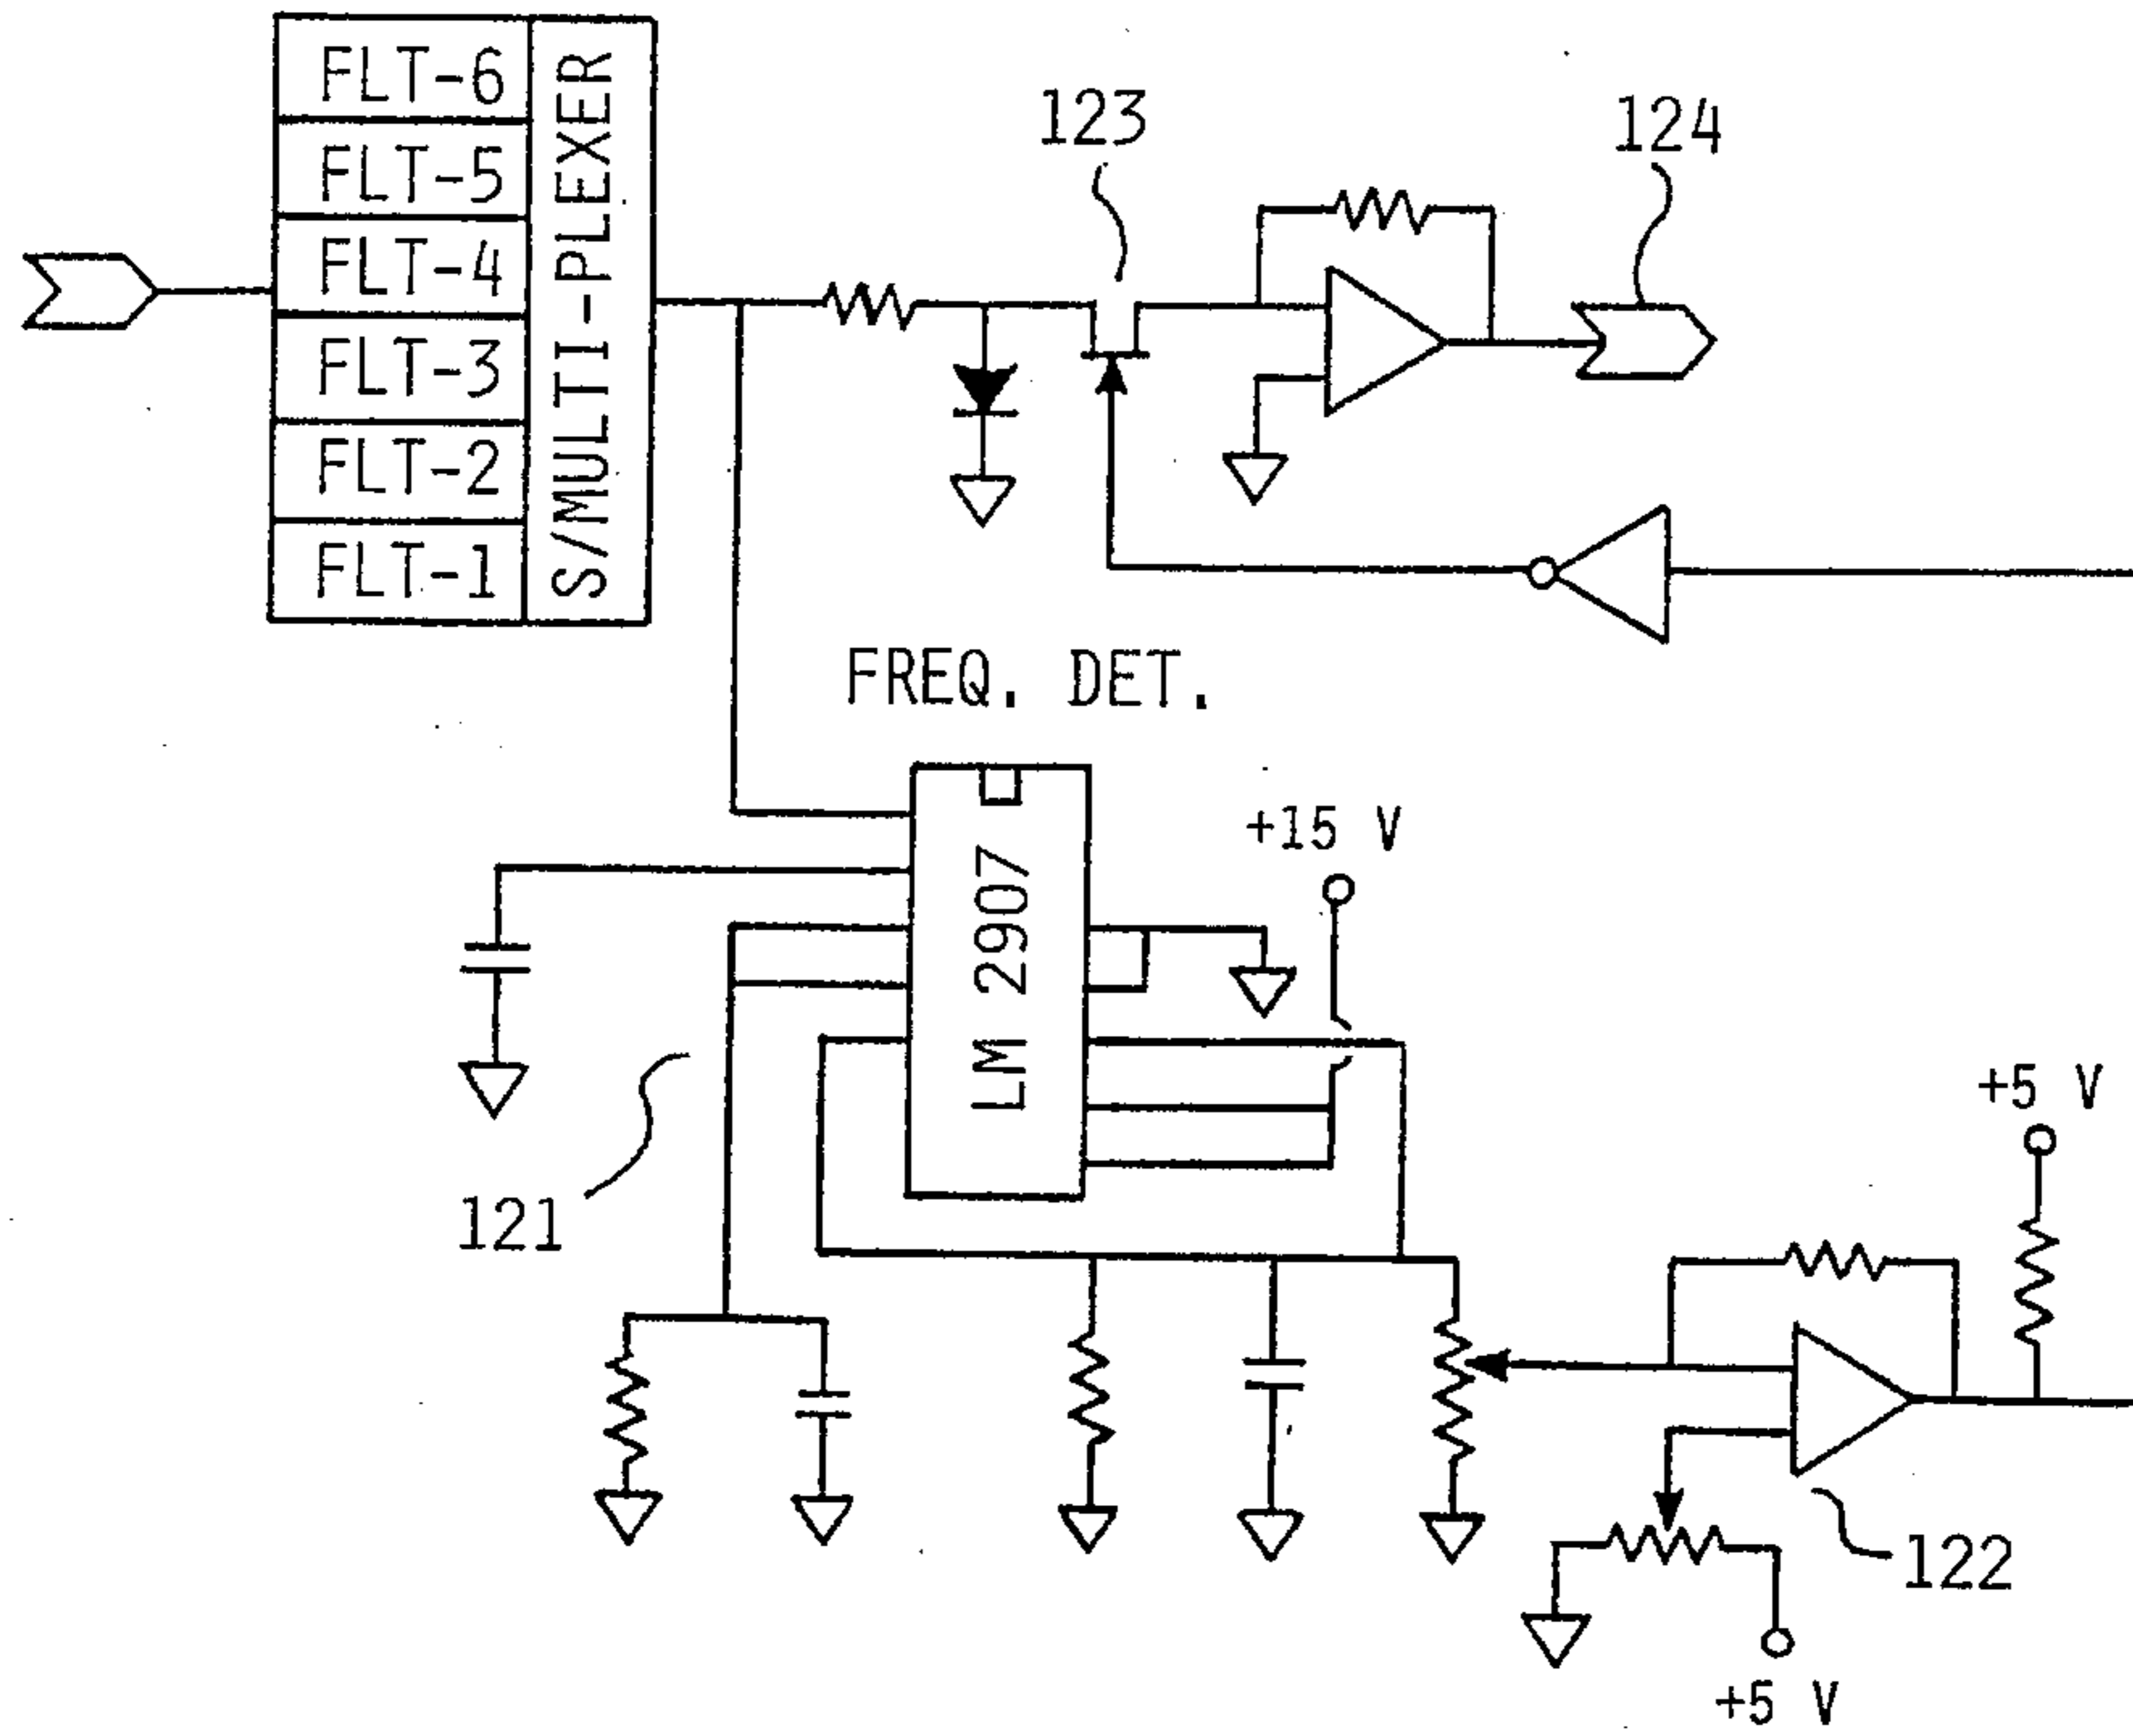 FLT-6
FLT-5
FLT-4
FLT-3
FLT-2
FLT-1
S/MULTI-PLEXER
123
124
FREQ. DET.
LM 2907
+15 V
121
+5 V
122
+5 V